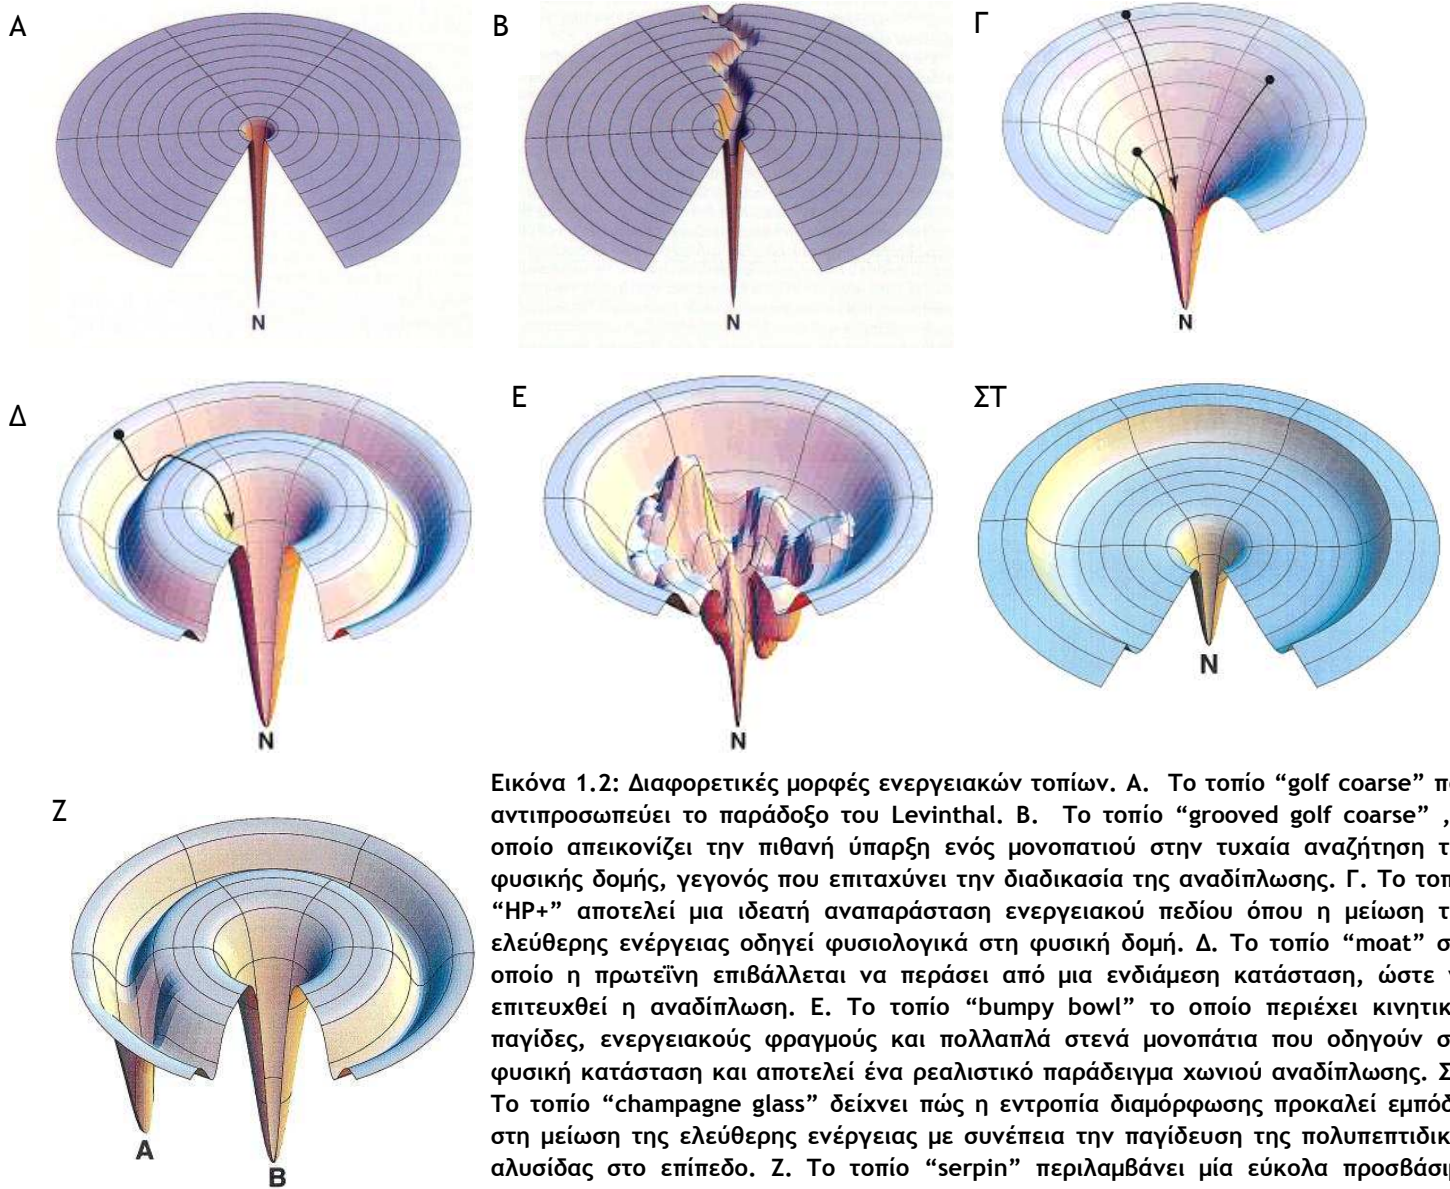 Α
Β
Γ
N
N
N
Δ
Ε
ΣΤ
N
N
N
Ζ
A
B
Εικόνα 1.2: Διαφορετικές μορφές ενεργειακών τοπίων. Α. Το τοπίο “golf coarse”
αντιπροσωπεύει το παράδοξο του Levinthal. Β. Το τοπίο “grooved golf coarse” ,
οποίο απεικονίζει την πιθανή ύπαρξη ενός μονοπατιού στην τυχαία αναζήτηση
φυσικής δομής, γεγονός που επιταχύνει την διαδικασία της αναδίπλωσης. Γ. Το
“HP+” αποτελεί μια ιδεατή αναπαράσταση ενεργειακού πεδίου όπου η μείωση
ελεύθερης ενέργειας οδηγεί φυσιολογικά στη φυσική δομή. Δ. Το τοπίο “moat”
οποίο η πρωτεΐνη επιβάλλεται να περάσει από μια ενδιάμεση κατάσταση, ώστε
επιτευχθεί η αναδίπλωση. Ε. Το τοπίο “bumpy bowl” το οποίο περιέχει
παγίδες, ενεργειακούς φραγμούς και πολλαπλά στενά μονοπάτια που οδηγούν
φυσική κατάσταση και αποτελεί ένα ρεαλιστικό παράδειγμα χωνιού αναδίπλωσης.
Το τοπίο “champagne glass” δείχνει πώς η εντροπία διαμόρφωσης προκαλεί
στη μείωση της ελεύθερης ενέργειας με συνέπεια την παγίδευση της
αλυσίδας στο επίπεδο. Ζ. Το τοπίο “serpin” περιλαμβάνει μία εύκολα